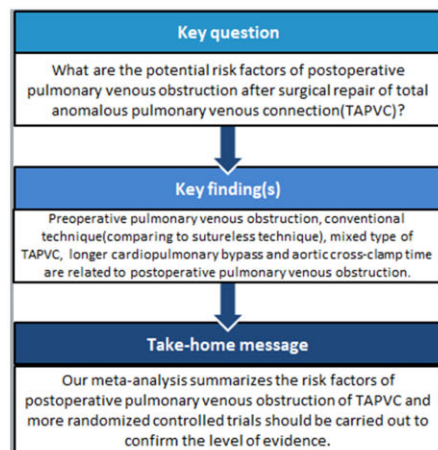 Key question
What are the potential risk factors of postoperative
pulmonary venous obstruction after surgical repair of total
anomalous pulmonary venous connection(TAPVC)?
Key finding(s)
Preoperative pulmonary venous obstruction, conventional
technique(comparing to sutureless technique), mixed type of
TAPVC, longer cardiopulmonary bypass and aortic cross-clamp time
are related to postoperative pulmonary venous obstruction.
Take-home message
Our meta-analysis summarizes the risk factors of
postoperative pulmonary venous obstruction of TAPVC and
more randomized controlled trials should be carried out to
confirm the level of evidence.